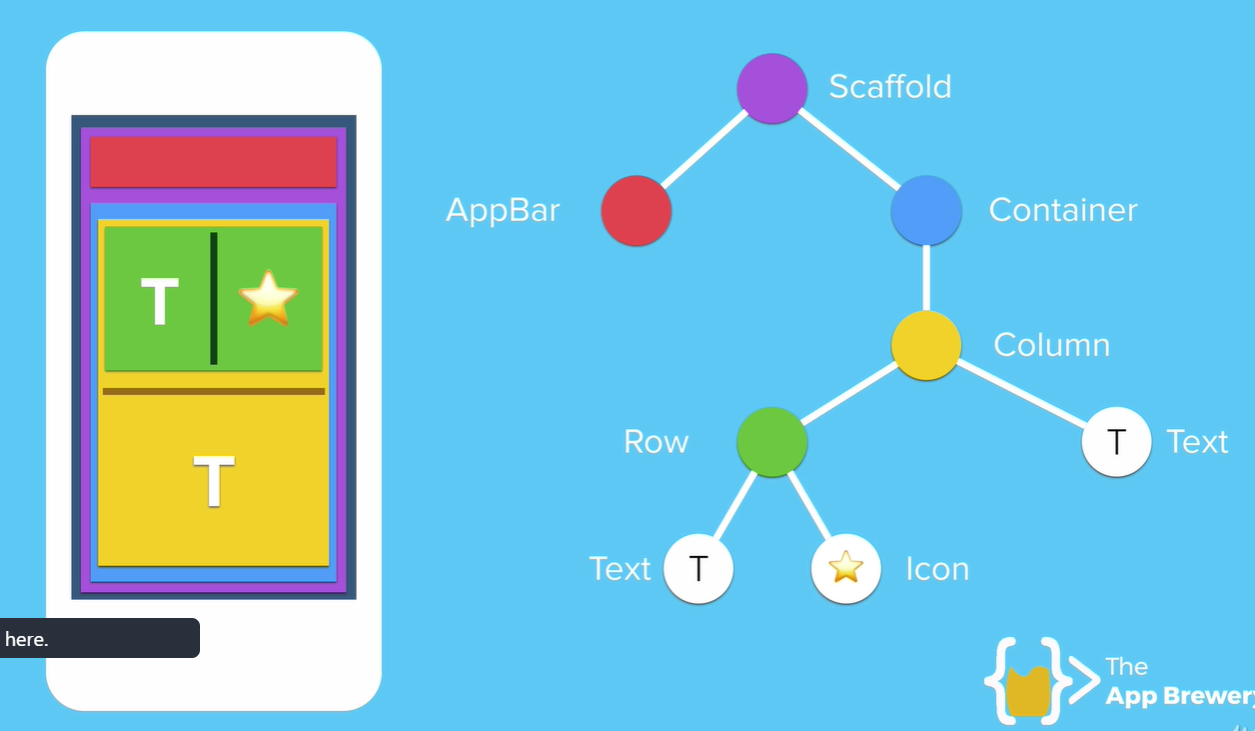 Scaffold
AppBar
Container
T
Column
Row
T
Text
T
Text
T
Icon
here.
The
App Brewery